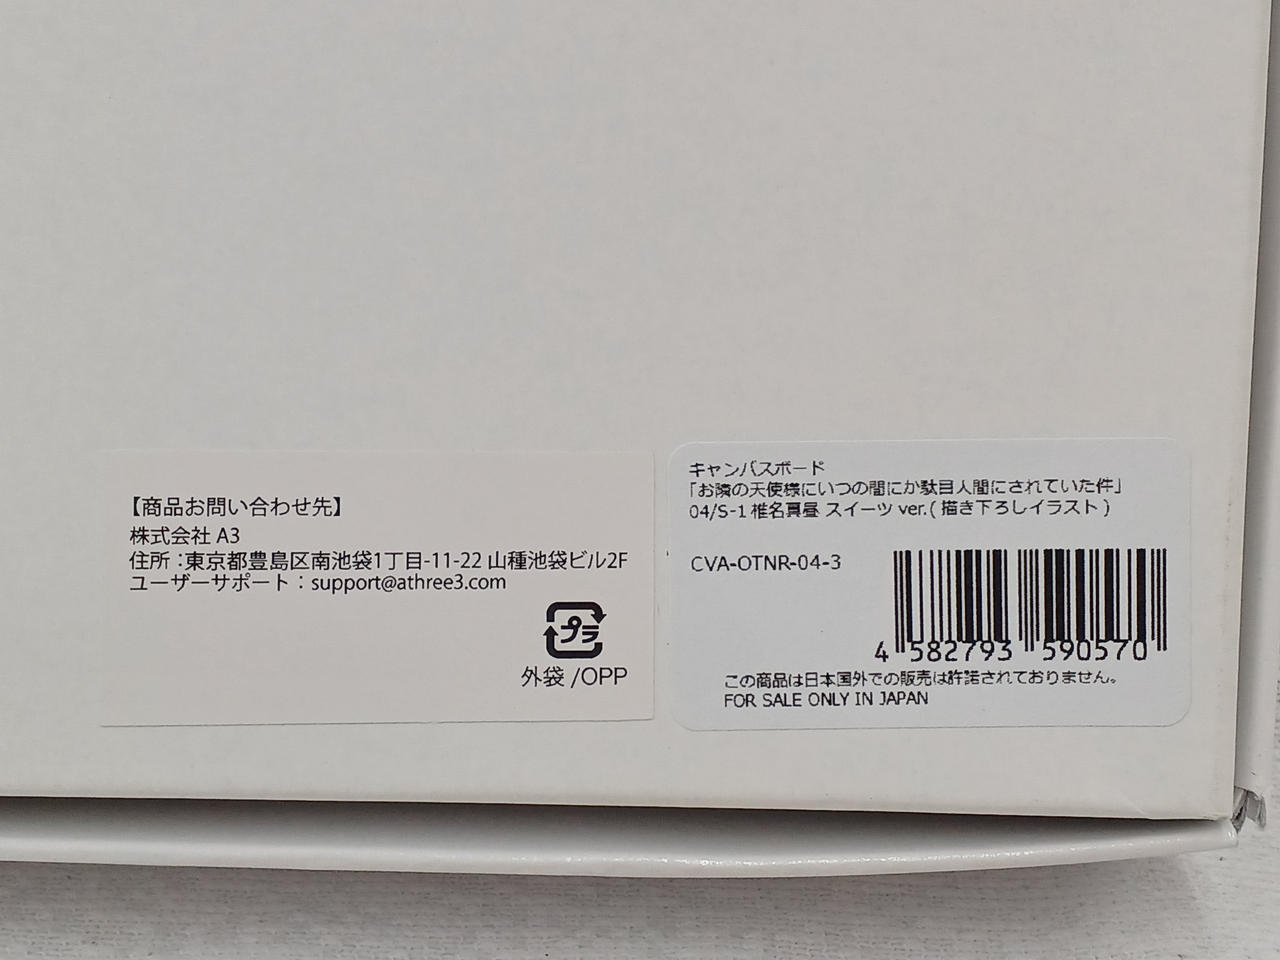 【商品お問い合わせ先】
株式会社 A3
住所：東京都豊島区南池袋1丁目-11-22 山種池袋ビル2F
ユーザーサポート：support@athree3.com
プラ
外袋 /OPP
キャンバスボード
「お隣の天使様にいつの間にか駄目人間にされていた件」
04/S-1 椎名真昼 スイーツ ver.( 描き下ろしイラスト )
CVA-OTNR-04-3
4 582793 590570
この商品は日本国外での販売は許諾されておりません。
FOR SALE ONLY IN JAPAN